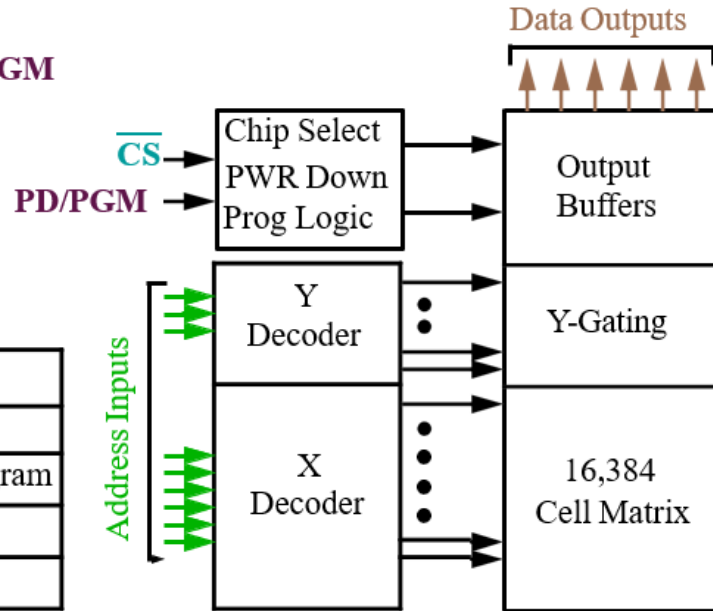 Data Outputs
GM
CS
PD/PGM
Chip Select
PWR Down
Prog Logic
Output
Buffers
Address Inputs
Y
Decoder
Y-Gating
X
Decoder
16,384
Cell Matrix
ram